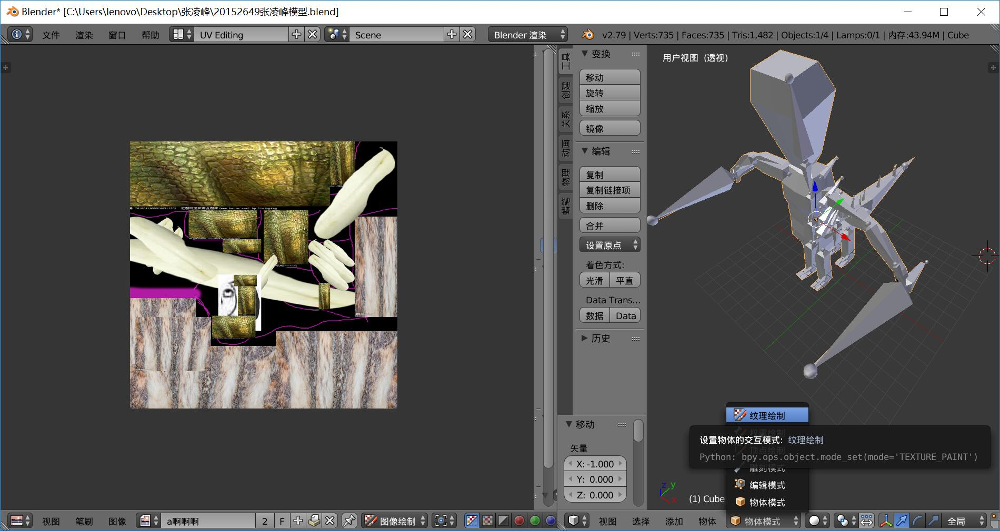 Blender* [C:\Users\lenovo\Desktop\张凌峰\20152649张凌峰模型.blend]
文件 渲染 窗口 帮助 UV Editing Scene Blender 渲染 v2.79 | Verts:735 | Faces:735 | Tris:1,482 | Objects:1/4 | Lamps:0/1 | 内存:43.94M | Cube
工具
创建
关系
动画
物理
蜡笔
变换
移动
旋转
缩放
镜像
编辑
复制
复制链接项
删除
合并
设置原点
着色方式:
光滑 平直
Data Trans...
数据 Data
历史
移动
矢量
X: -1.000
Y: 0.000
Z: 0.000
用户视图 (透视)
纹理绘制
权重绘制
设置物体的交互模式: 纹理绘制
顶点绘制
Python: bpy.ops.object.mode_set(mode='TEXTURE_PAINT')
雕刻模式
编辑模式
物体模式
z y
x
(1) Cube
视图 笔刷 图像 a啊啊啊 2 F 图像绘制
视图 选择 添加 物体 物体模式 全局